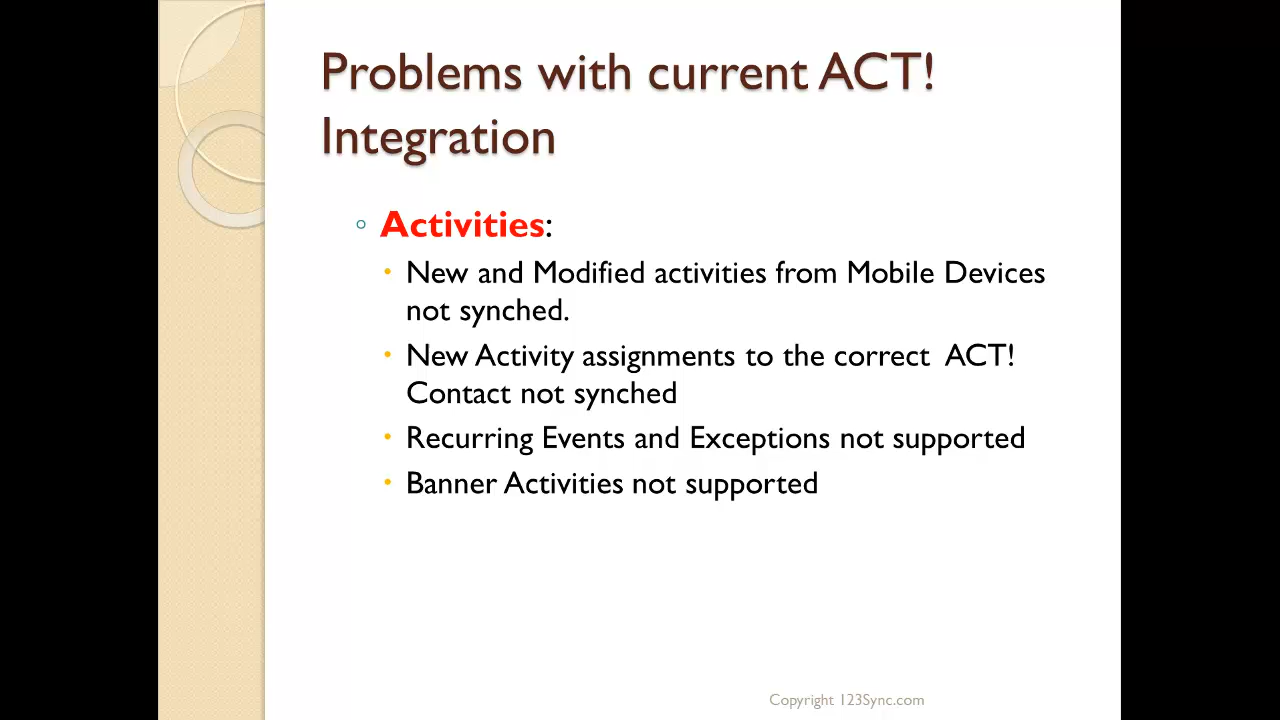 Problems with current ACT!
Integration
Activities:
New and Modified activities from Mobile Devices
not synched.
New Activity assignments to the correct ACT!
Contact not synched
Recurring Events and Exceptions not supported
Banner Activities not supported
Copyright 123Sync.com